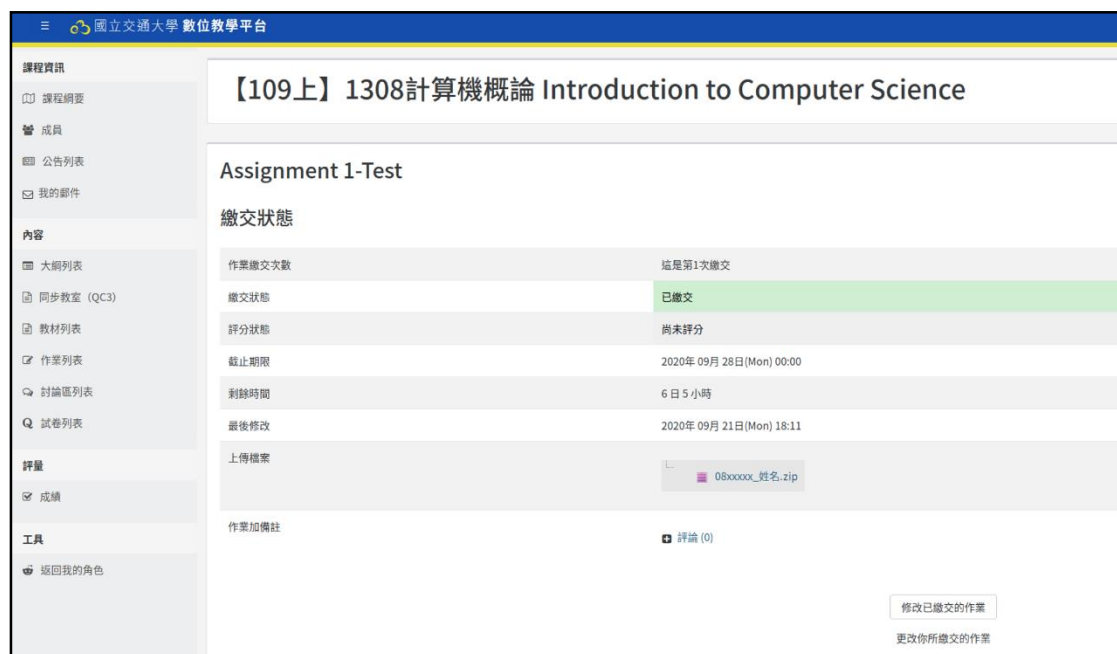 國立交通大學 數位教學平台
課程資訊
課程綱要
成員
公告列表
我的郵件
內容
大綱列表
同步教室（QC3）
教材列表
作業列表
討論區列表
試卷列表
評量
成績
工具
返回我的角色
【109上】1308計算機概論 Introduction to Computer Science
Assignment 1-Test
繳交狀態
作業繳交次數 這是第1次繳交
繳交狀態 已繳交
評分狀態 尚未評分
截止期限 2020年 09月 28日(Mon) 00:00
剩餘時間 6 日 5 小時
最後修改 2020年 09月 21日(Mon) 18:11
上傳檔案 08xxxxx_姓名.zip
作業加備註 評論 (0)
修改已繳交的作業
更改你所繳交的作業